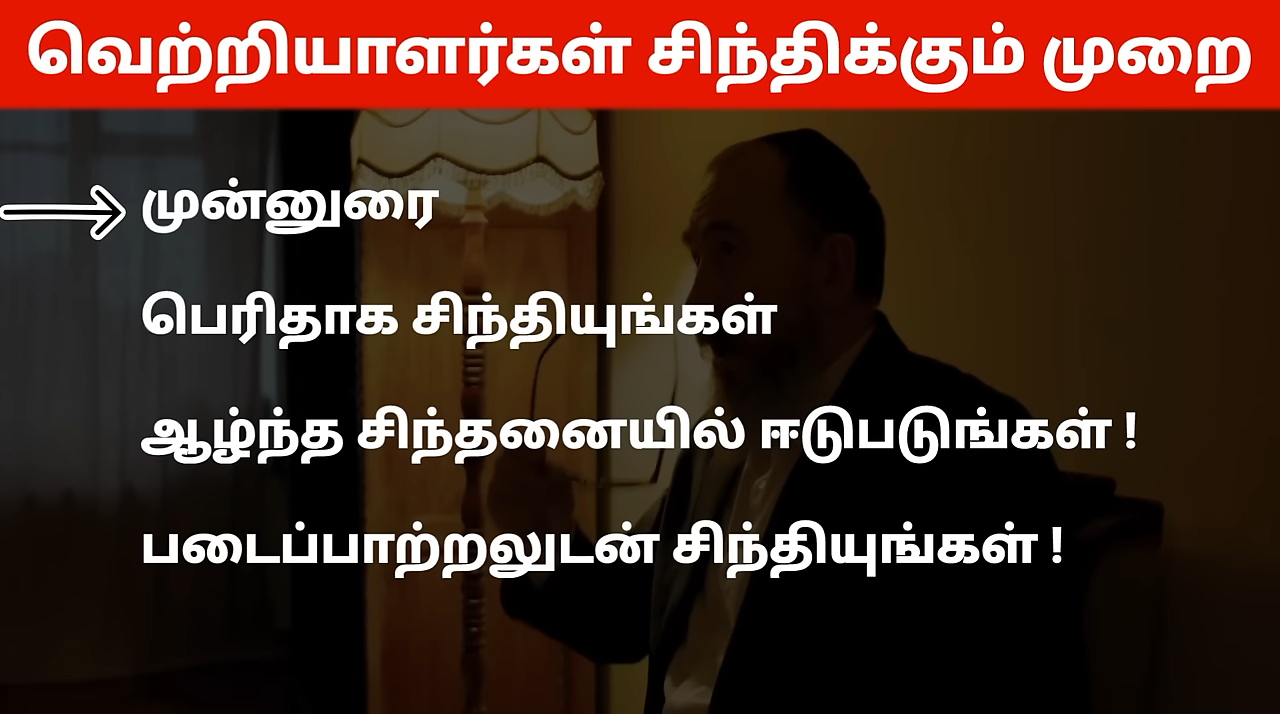 வெற்றியாளர்கள் சிந்திக்கும் முறை
முன்னுரை
பெரிதாக சிந்தியுங்கள்
ஆழ்ந்த சிந்தனையில் ஈடுபடுங்கள் !
படைப்பாற்றலுடன் சிந்தியுங்கள் !